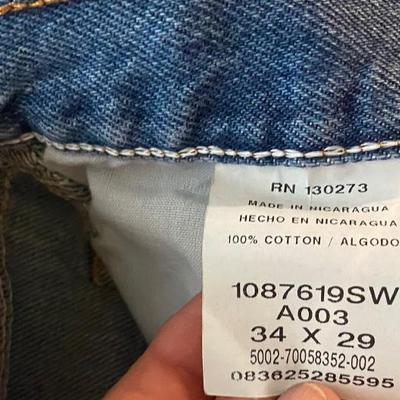 RN 130273
MADE IN NICARAGUA
HECHO EN NICARAGUA
100% COTTON / ALGODO
1087619SW
A003
34 X 29
5002-70058352-002
083625285595